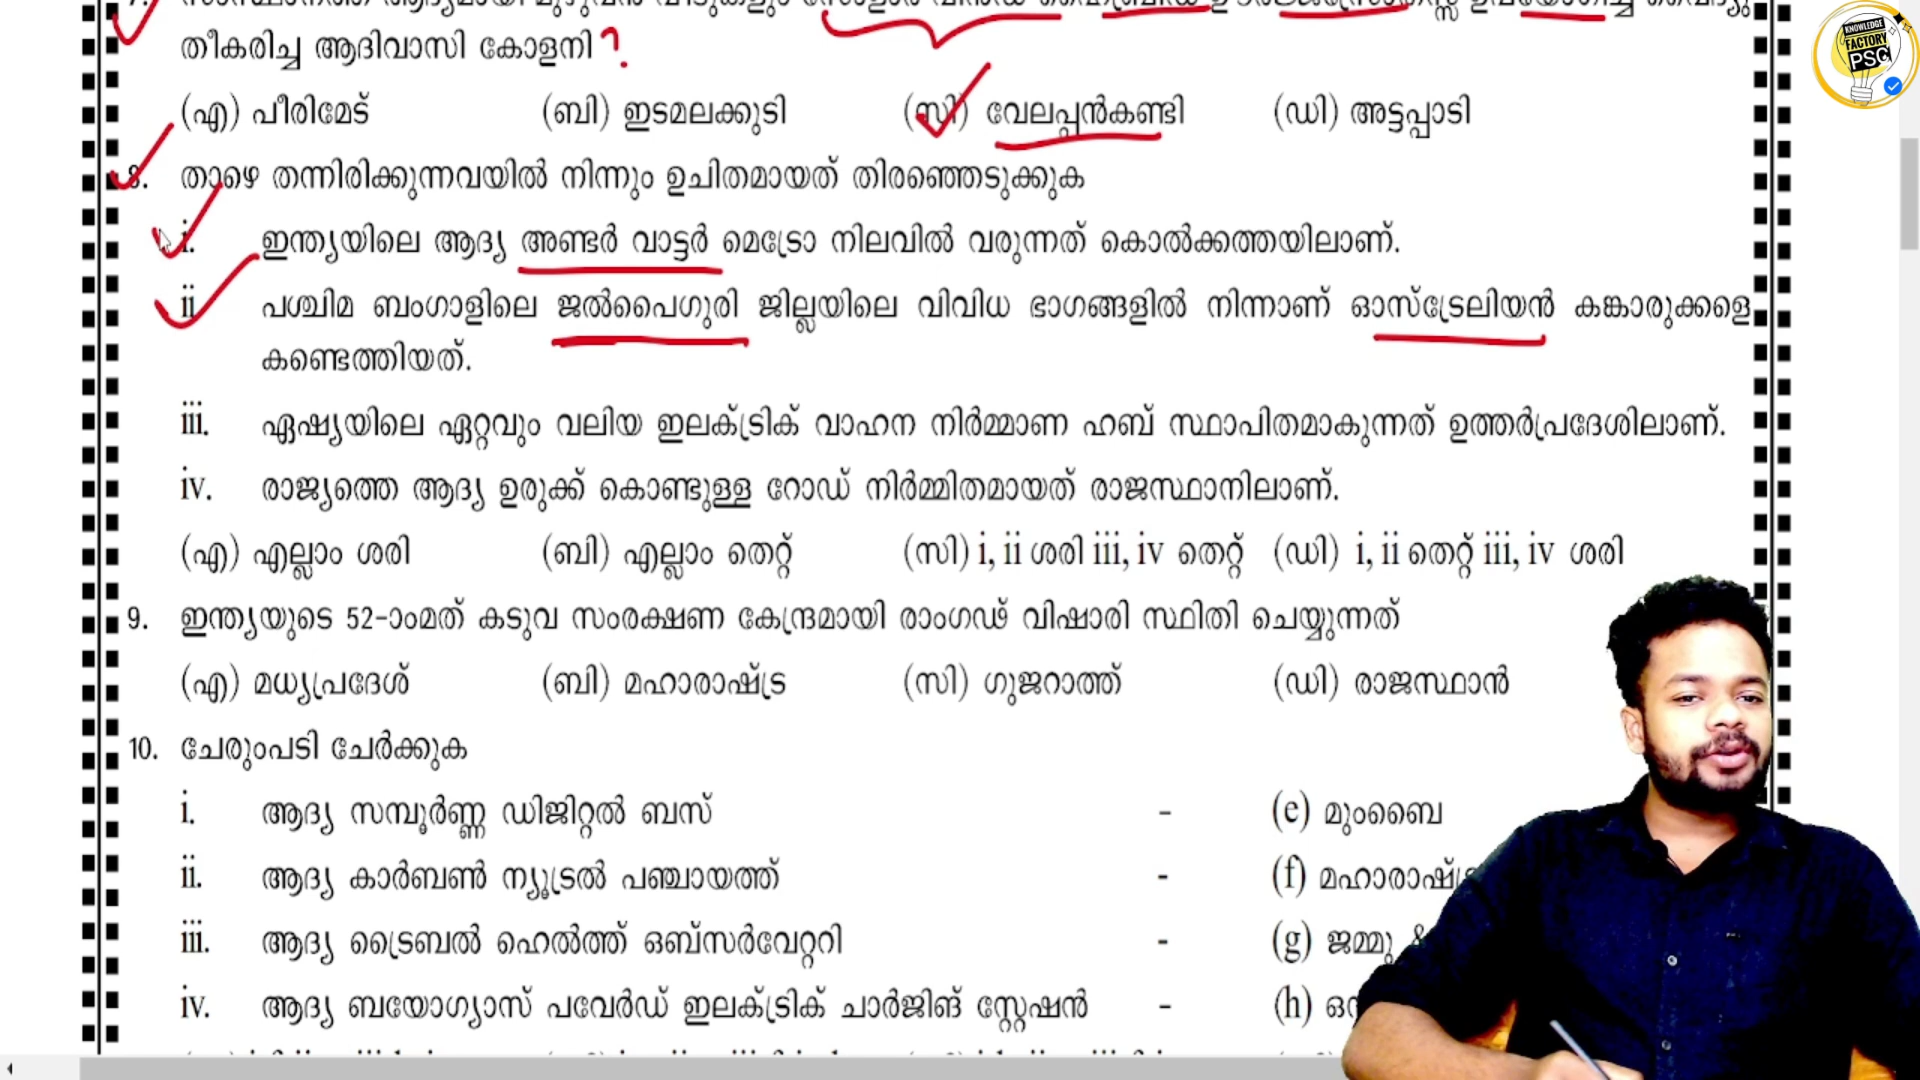 KNOWLEDGE
FACTORY
PSC
തീകരിച്ച ആദിവാസി കോളനി ?
(എ) പീരിമേട് (ബി) ഇടമലക്കുടി (സി) വേലപ്പൻകണ്ടി (ഡി) അട്ടപ്പാടി
8. താഴെ തന്നിരിക്കുന്നവയിൽ നിന്നും ഉചിതമായത് തിരഞ്ഞെടുക്കുക
i. ഇന്ത്യയിലെ ആദ്യ അണ്ടർ വാട്ടർ മെട്രോ നിലവിൽ വരുന്നത് കൊൽക്കത്തയിലാണ്.
ii പശ്ചിമ ബംഗാളിലെ ജൽപൈഗുരി ജില്ലയിലെ വിവിധ ഭാഗങ്ങളിൽ നിന്നാണ് ഓസ്ട്രേലിയൻ കങ്കാരുക്കളെ
കണ്ടെത്തിയത്.
iii. ഏഷ്യയിലെ ഏറ്റവും വലിയ ഇലക്ട്രിക് വാഹന നിർമ്മാണ ഹബ് സ്ഥാപിതമാകുന്നത് ഉത്തർപ്രദേശിലാണ്.
iv. രാജ്യത്തെ ആദ്യ ഉരുക്ക് കൊണ്ടുള്ള റോഡ് നിർമ്മിതമായത് രാജസ്ഥാനിലാണ്.
(എ) എല്ലാം ശരി (ബി) എല്ലാം തെറ്റ് (സി) i, ii ശരി iii, iv തെറ്റ് (ഡി) i, ii തെറ്റ് iii, iv ശരി
9. ഇന്ത്യയുടെ 52-ാംമത് കടുവ സംരക്ഷണ കേന്ദ്രമായി രാംഗഢ് വിഷാരി സ്ഥിതി ചെയ്യുന്നത്
(എ) മധ്യപ്രദേശ് (ബി) മഹാരാഷ്ട്ര (സി) ഗുജറാത്ത് (ഡി) രാജസ്ഥാൻ
10. ചേരുംപടി ചേർക്കുക
i. ആദ്യ സമ്പൂർണ്ണ ഡിജിറ്റൽ ബസ് - (e) മുംബൈ
ii. ആദ്യ കാർബൺ ന്യൂട്രൽ പഞ്ചായത്ത് - (f)
iii. ആദ്യ ട്രൈബൽ ഹെൽത്ത് ഒബ്സർവേറ്ററി - (g) ജമ്മു &
iv. ആദ്യ ബയോഗ്യാസ് പവേർഡ് ഇലക്ട്രിക് ചാർജിങ് സ്റ്റേഷൻ - (h)